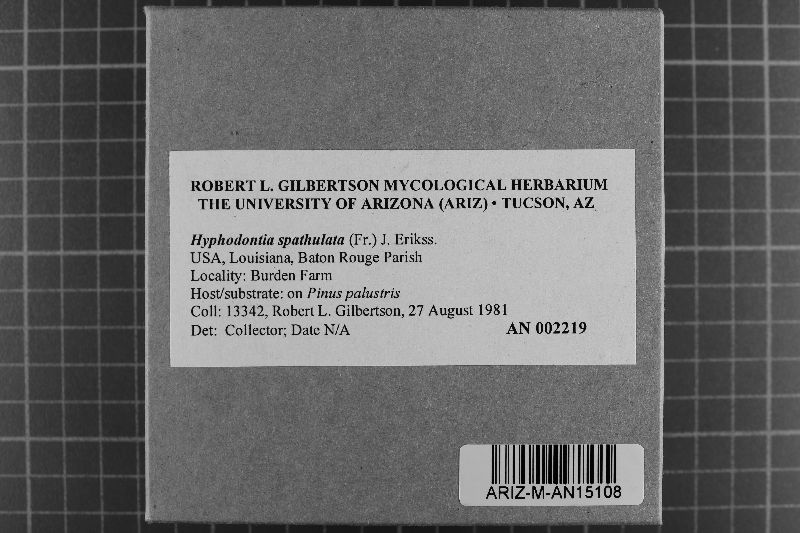 ROBERT L. GILBERTSON MYCOLOGICAL HERBARIUM
THE UNIVERSITY OF ARIZONA (ARIZ) • TUCSON, AZ
Hyphodontia spathulata (Fr.) J. Erikss.
USA, Louisiana, Baton Rouge Parish
Locality: Burden Farm
Host/substrate: on Pinus palustris
Coll: 13342, Robert L. Gilbertson, 27 August 1981
Det: Collector; Date N/A AN 002219
ARIZ-M-AN15108